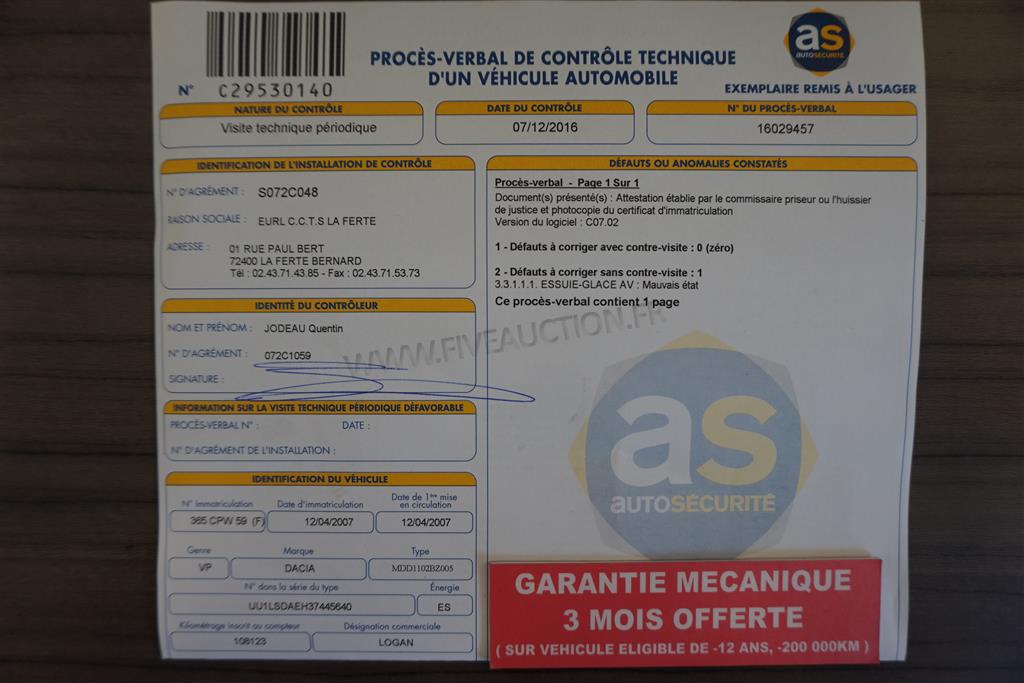 N° C29530140
PROCÈS-VERBAL DE CONTRÔLE TECHNIQUE
D'UN VÉHICULE AUTOMOBILE
as
AUTOSÉCURITÉ
EXEMPLAIRE REMIS À L'USAGER
NATURE DU CONTRÔLE
Visite technique périodique
DATE DU CONTRÔLE
07/12/2016
N° DU PROCÈS-VERBAL
16029457
IDENTIFICATION DE L'INSTALLATION DE CONTRÔLE
N° D'AGRÉMENT : S072C048
RAISON SOCIALE : EURL C.C.T.S LA FERTE
ADRESSE : 01 RUE PAUL BERT
72400 LA FERTE BERNARD
Tél : 02.43.71.43.85 - Fax : 02.43.71.53.73
IDENTITÉ DU CONTRÔLEUR
NOM ET PRÉNOM : JODEAU Quentin
N° D'AGRÉMENT : 072C1059
SIGNATURE :
INFORMATION SUR LA VISITE TECHNIQUE PÉRIODIQUE DÉFAVORABLE
PROCÈS-VERBAL N° : DATE :
N° D'AGRÉMENT DE L'INSTALLATION :
IDENTIFICATION DU VÉHICULE
N° Immatriculation Date d'immatriculation Date de 1ère mise
en circulation
365 CPW 59 (F) 12/04/2007 12/04/2007
Genre Marque Type
VP DACIA MDD1102BZ005
N° dans la série du type Énergie
UU1LSDAEH37445640 ES
Kilométrage inscrit au compteur Désignation commerciale
108123 LOGAN
DÉFAUTS OU ANOMALIES CONSTATÉS
Procès-verbal - Page 1 Sur 1
Document(s) présenté(s) : Attestation établie par le commissaire priseur ou l'huissier
de justice et photocopie du certificat d'immatriculation
Version du logiciel : C07.02
1 - Défauts à corriger avec contre-visite : 0 (zéro)
2 - Défauts à corriger sans contre-visite : 1
3.3.1.1.1. ESSUIE-GLACE AV : Mauvais état
Ce procès-verbal contient 1 page
WWW.FIVEAUCTION.FR
as
AUTOSÉCURITÉ
GARANTIE MECANIQUE
3 MOIS OFFERTE
( SUR VEHICULE ELIGIBLE DE -12 ANS, -200 000KM )